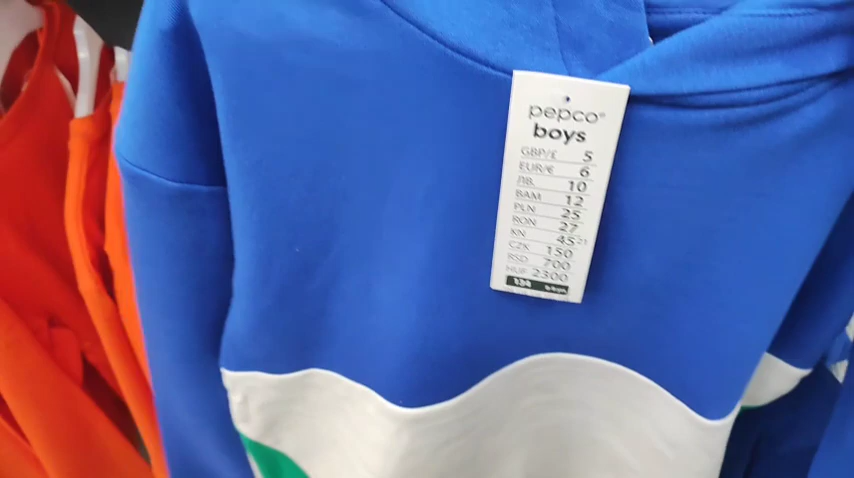 pepco®
boys
GBP/£ 5
EUR/€ 6
ЛВ. 10
BAM 12
PLN 25
RON 27
KN 45
CZK 150
RSD 700
HUF 2300
134